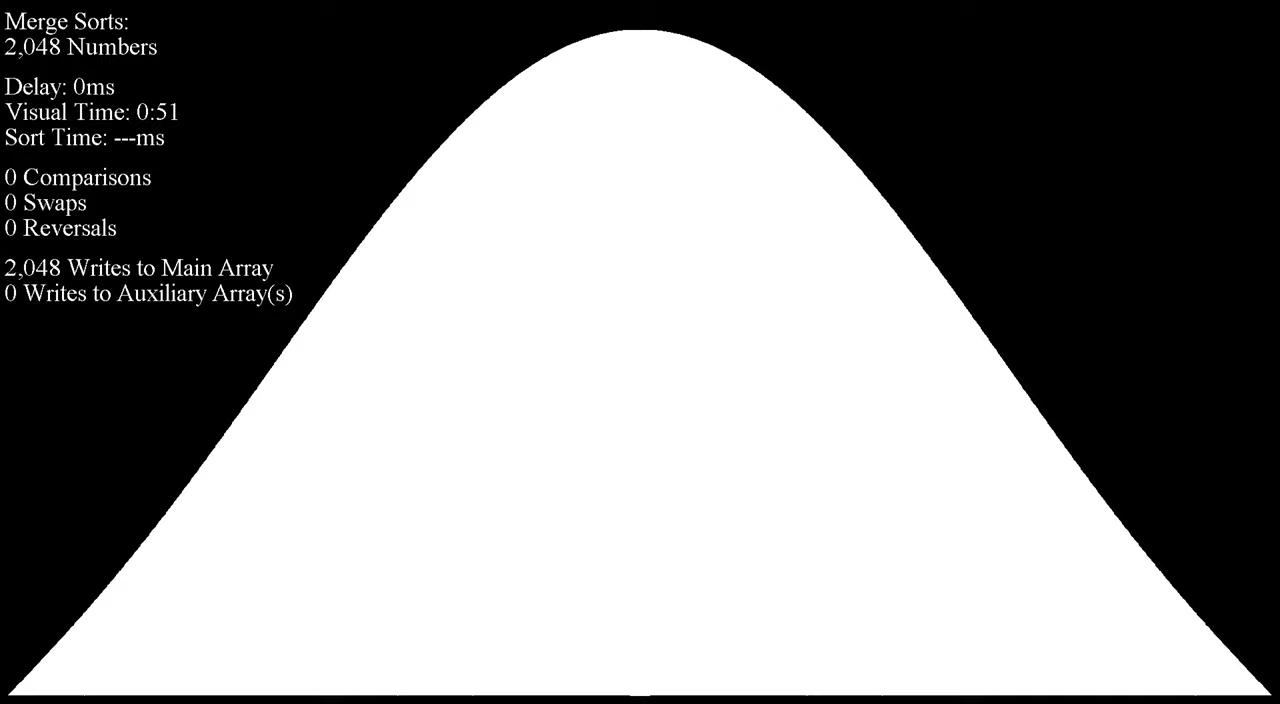 Merge Sorts:
2,048 Numbers
Delay: 0ms
Visual Time: 0:51
Sort Time: ---ms
0 Comparisons
0 Swaps
0 Reversals
2,048 Writes to Main Array
0 Writes to Auxiliary Array(s)